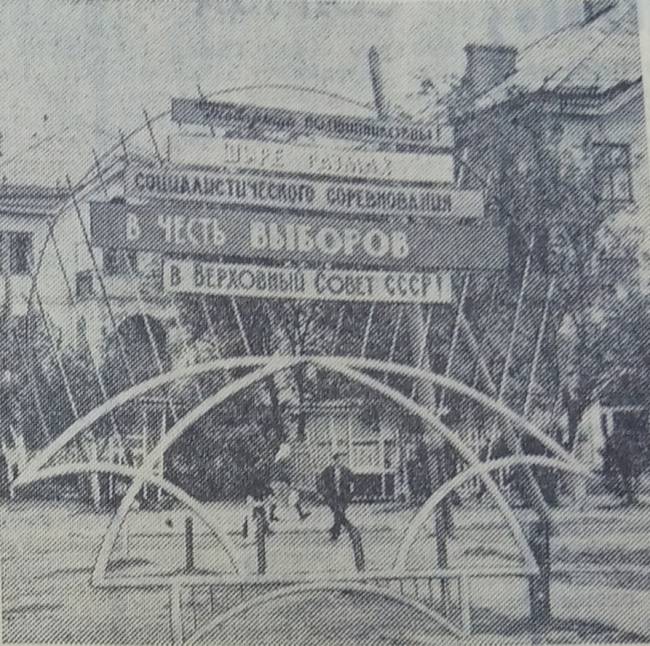 ШИРЕ РАЗМАХ
СОЦИАЛИСТИЧЕСКОГО СОРЕВНОВАНИЯ
В ЧЕСТЬ ВЫБОРОВ
В ВЕРХОВНЫЙ СОВЕТ СССР!